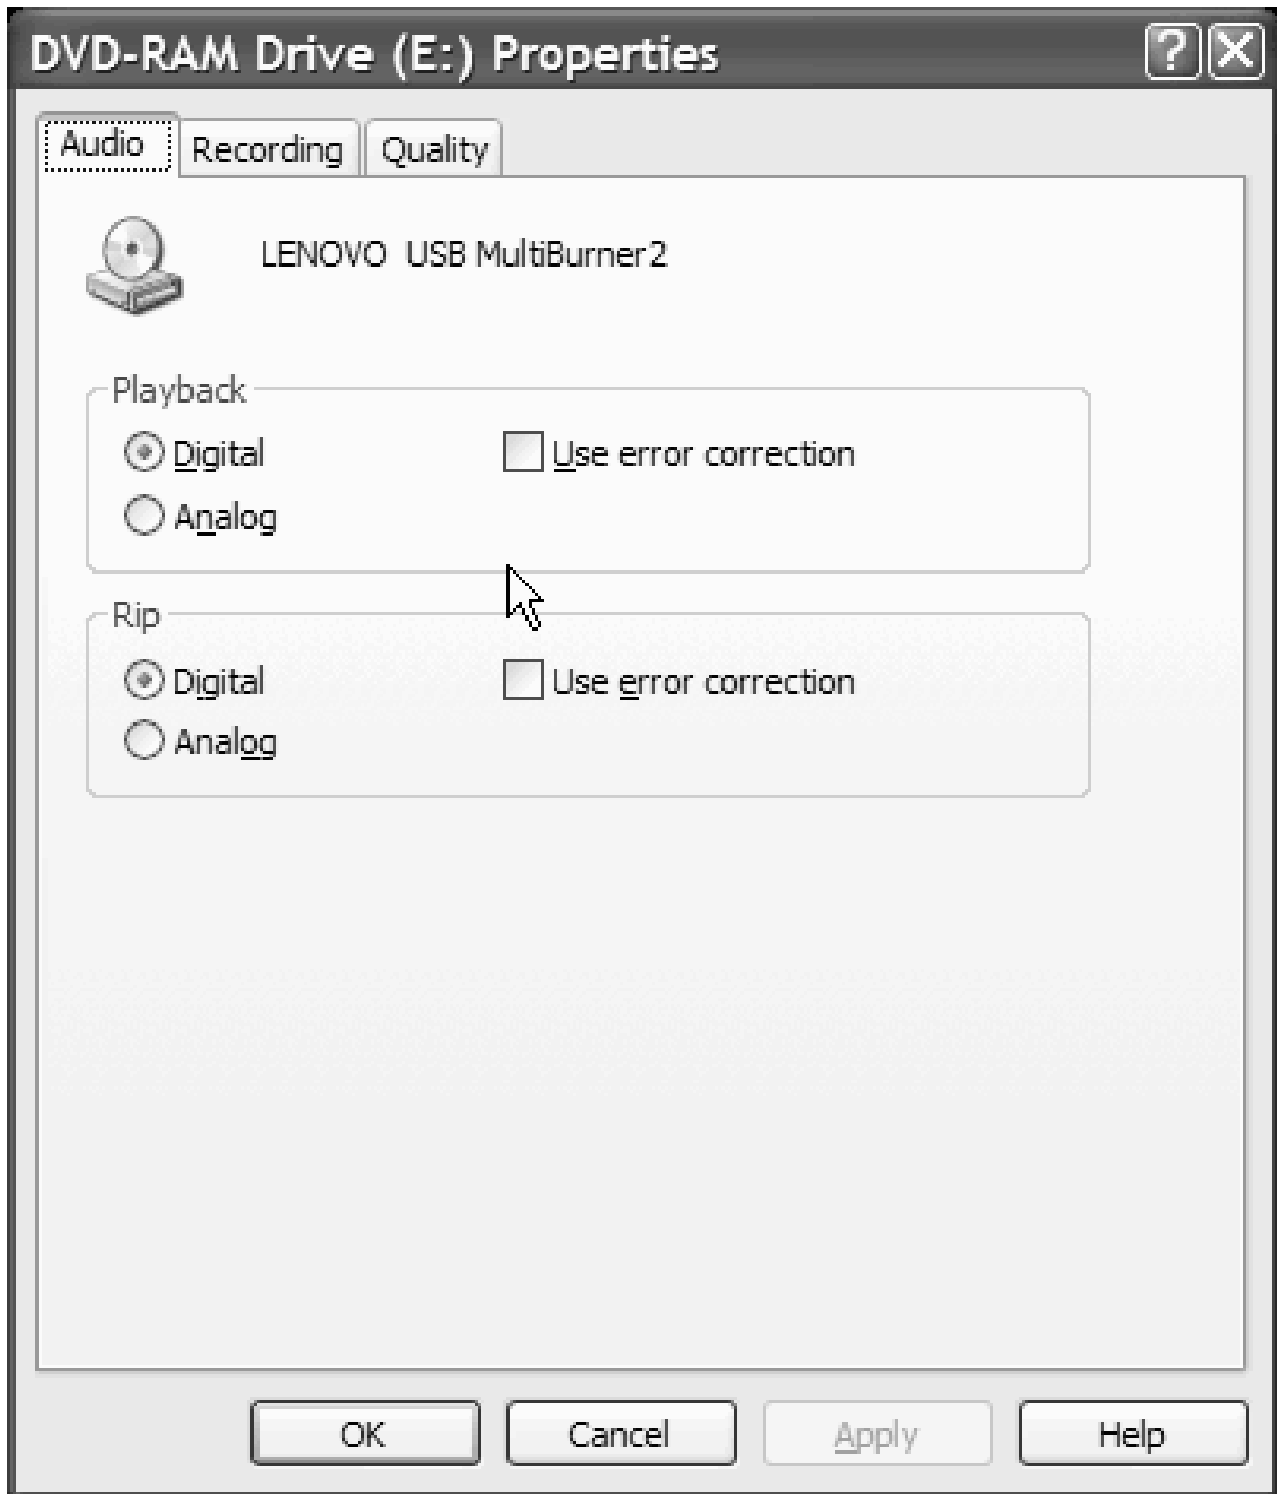 DVD-RAM Drive (E:) Properties
Audio Recording Quality
LENOVO USB MultiBurner2
Playback
Digital Use error correction
Analog
Rip
Digital Use error correction
Analog
OK Cancel Apply Help